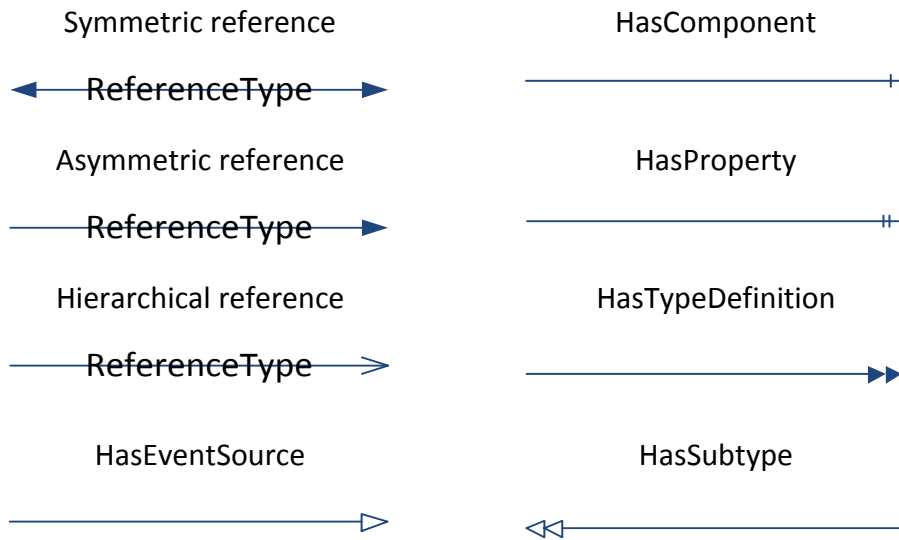 Symmetric reference
HasComponent
ReferenceType
Asymmetric reference
HasProperty
ReferenceType
Hierarchical reference
HasTypeDefinition
ReferenceType
HasEventSource
HasSubtype